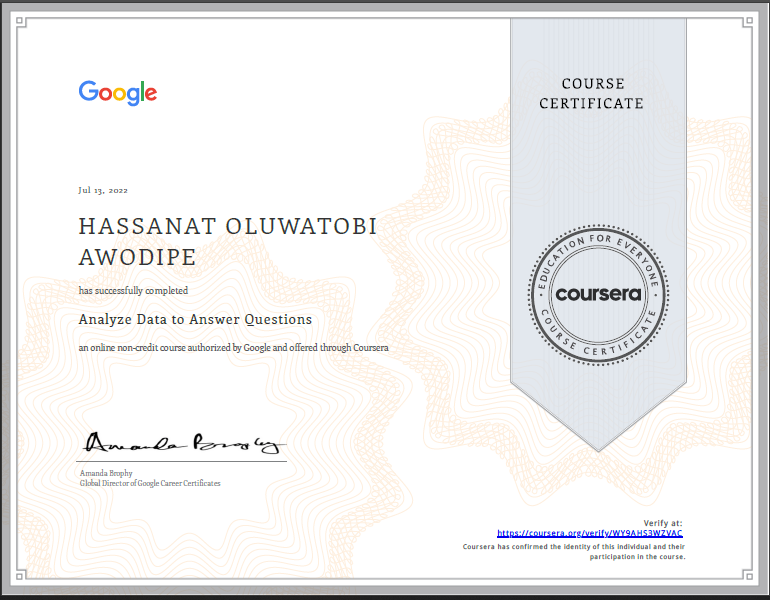 Google
COURSE
CERTIFICATE
Jul 13, 2022
HASSANAT OLUWATOBI
AWODIPE
has successfully completed
Analyze Data to Answer Questions
an online non-credit course authorized by Google and offered through Coursera
EDUCATION FOR EVERYONE
coursera
COURSE CERTIFICATE
Amanda Brophy
Amanda Brophy
Global Director of Google Career Certificates
Verify at:
https://coursera.org/verify/WY9AHS3WZVAC
Coursera has confirmed the identity of this individual and their
participation in the course.